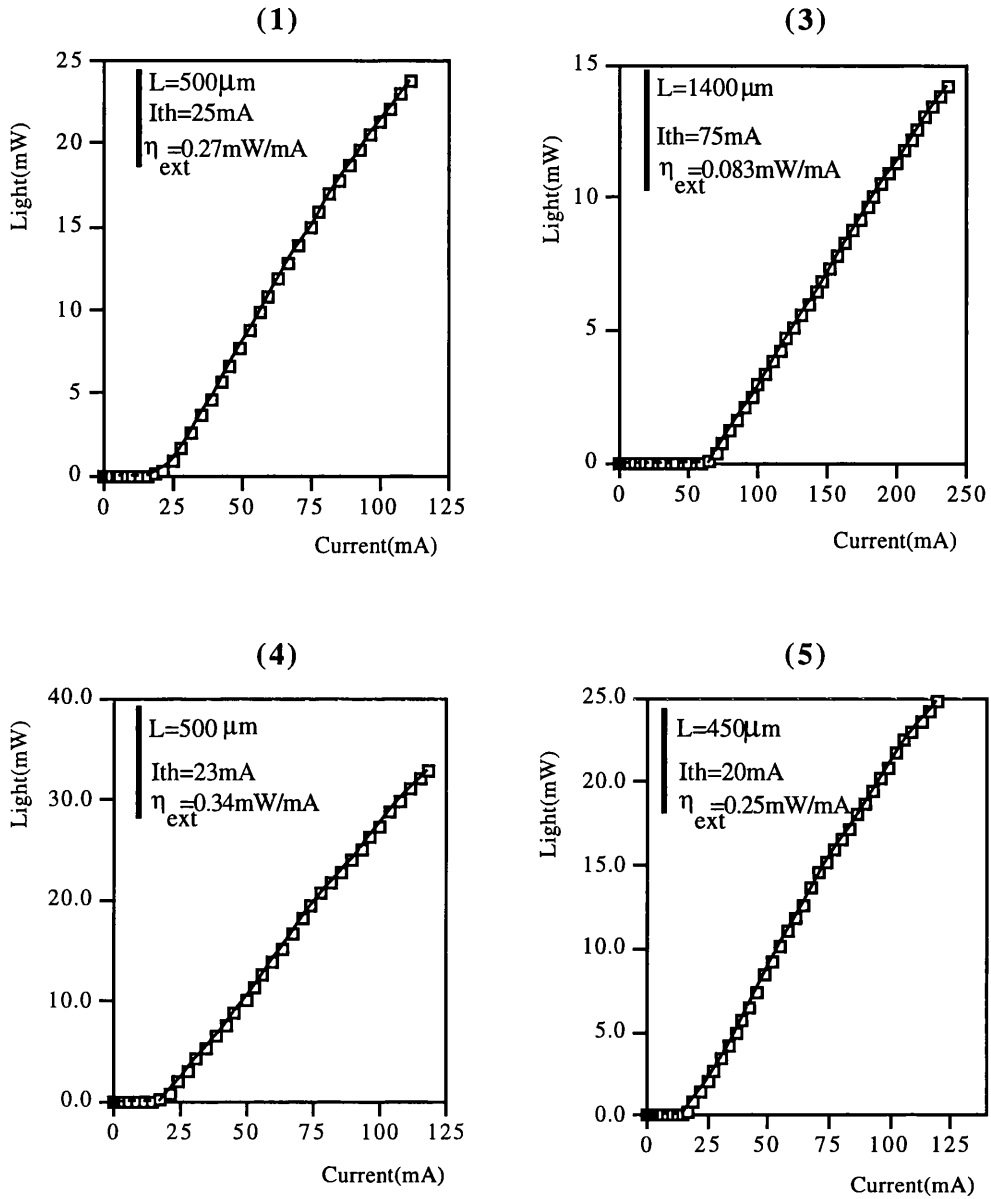 (1)
25
20
15
10
5
0
Light(mW)
L=500μm
Ith=25mA
η ext =0.27mW/mA
0 25 50 75 100 125
Current(mA)
(3)
15
10
5
0
Light(mW)
L=1400μm
Ith=75mA
η ext =0.083mW/mA
0 50 100 150 200 250
Current(mA)
(4)
40.0
30.0
20.0
10.0
0.0
Light(mW)
L=500 μm
Ith=23mA
η ext =0.34mW/mA
0 25 50 75 100 125
Current(mA)
(5)
25.0
20.0
15.0
10.0
5.0
0.0
Light(mW)
L=450μm
Ith=20mA
η ext =0.25mW/mA
0 25 50 75 100 125
Current(mA)